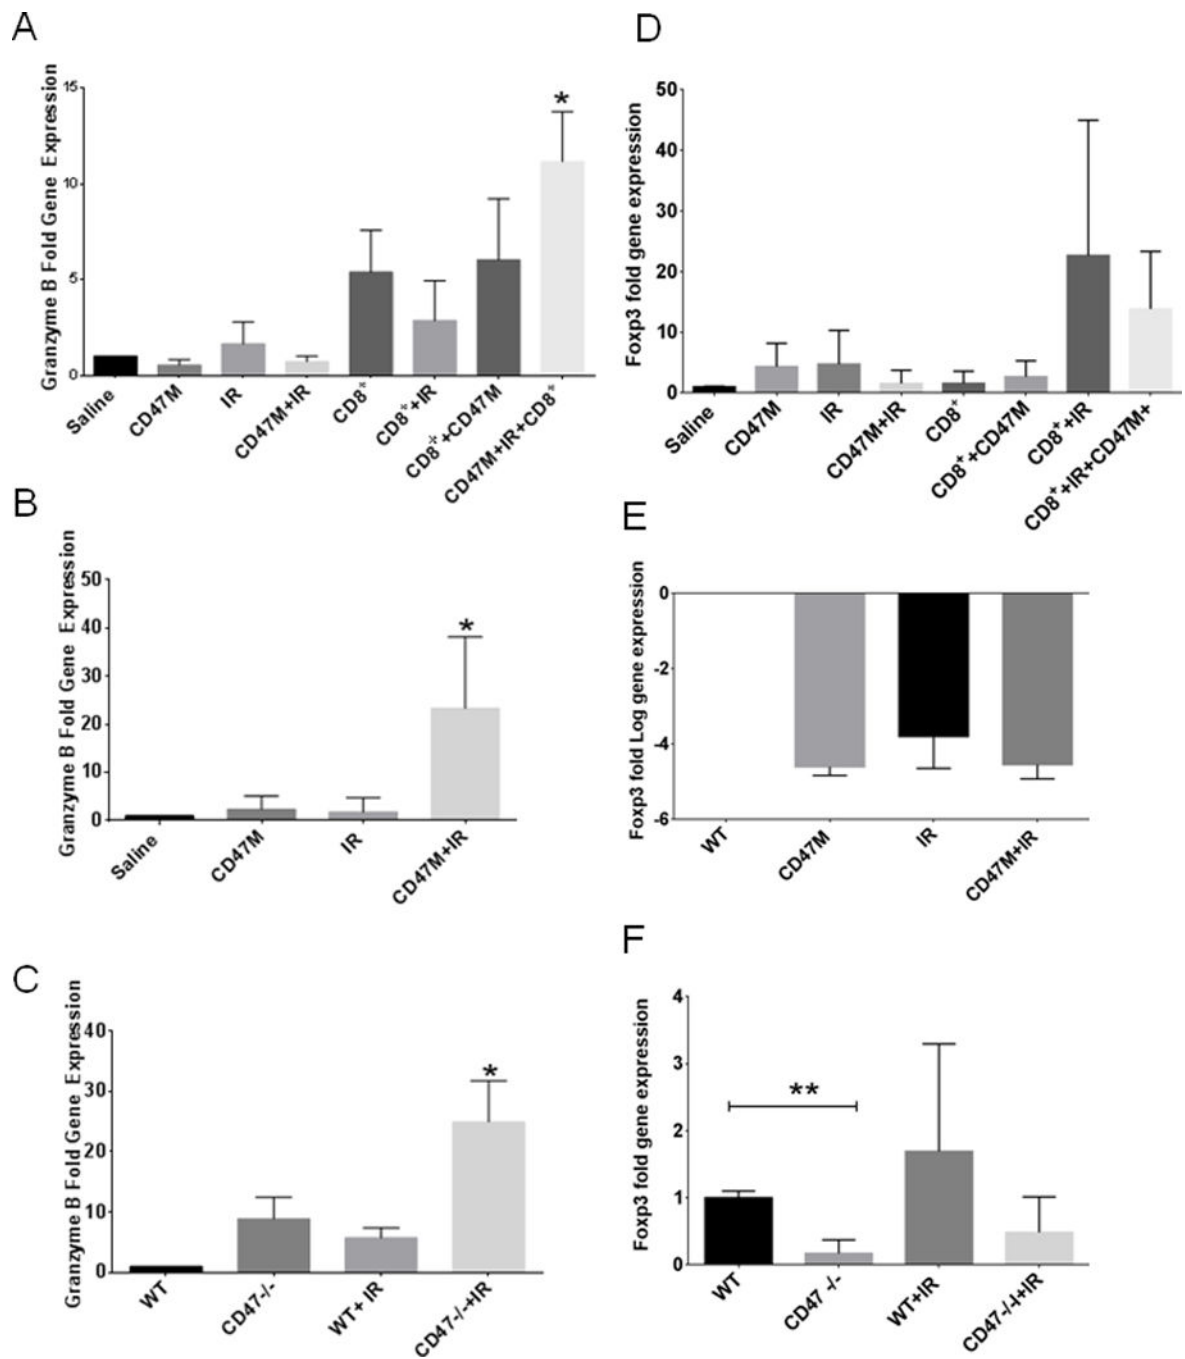 A
Granzyme B Fold Gene Expression
15
10
5
0
*
Saline
CD47M
IR
CD47M+IR
CD8+
CD8+ +IR
CD8+ +CD47M
CD47M+IR+CD8+
D
Foxp3 fold gene expression
50
40
30
20
10
0
Saline
CD47M
IR
CD47M+IR
CD8+
CD8+ +CD47M
CD8+ +IR
CD8+ +IR+CD47M+
B
Granzyme B Fold Gene Expression
50
40
30
20
10
0
*
Saline
CD47M
IR
CD47M+IR
E
Foxp3 fold Log gene expression
0
-2
-4
-6
WT
CD47M
IR
CD47M+IR
C
Granzyme B Fold Gene Expression
40
30
20
10
0
*
WT
CD47-/-
WT+ IR
CD47-/-+IR
F
Foxp3 fold gene expression
4
3
2
1
0
**
WT
CD47 -/-
WT+IR
CD47-/-l+IR